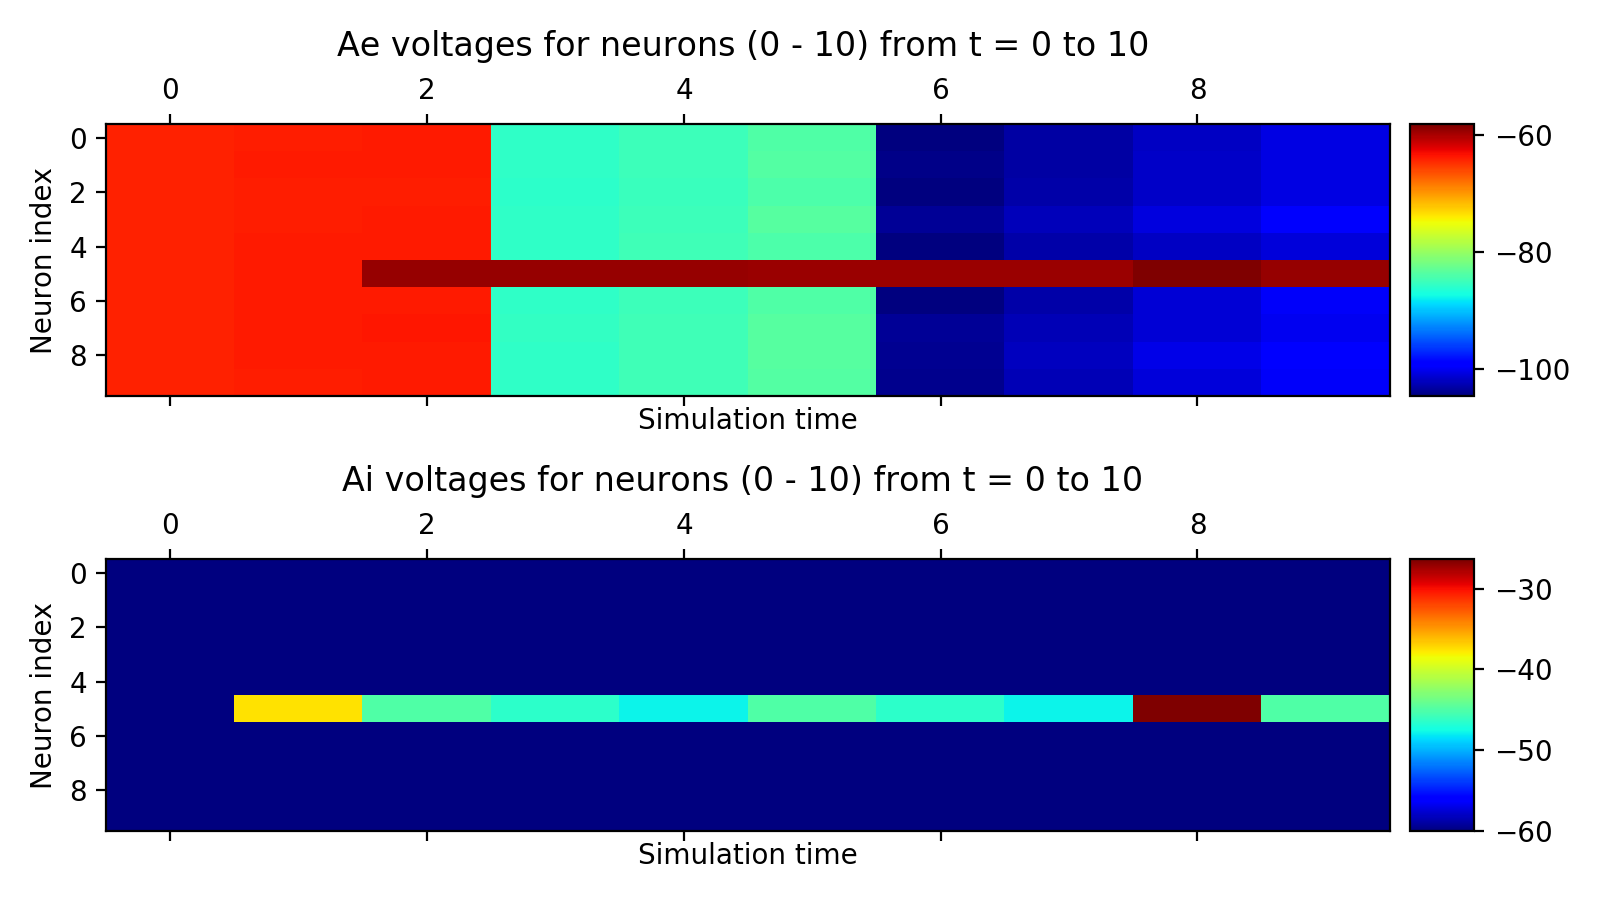 Ae voltages for neurons (0 - 10) from t = 0 to 10
0 2 4 6 8
Neuron index
0
2
4
6
8
−60
−80
−100
Simulation time
Ai voltages for neurons (0 - 10) from t = 0 to 10
0 2 4 6 8
Neuron index
0
2
4
6
8
−30
−40
−50
−60
Simulation time